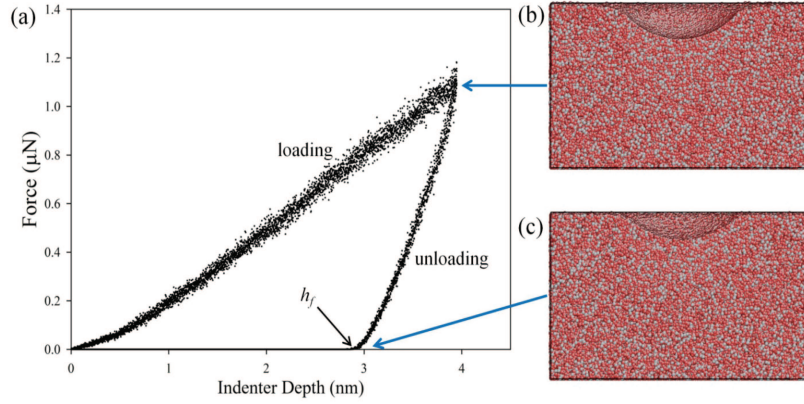 (a)
1.4
1.2
1.0
0.8
0.6
0.4
0.2
0.0
Force (μN)
loading
unloading
h_f
0 1 2 3 4
Indenter Depth (nm)
(b)
(c)